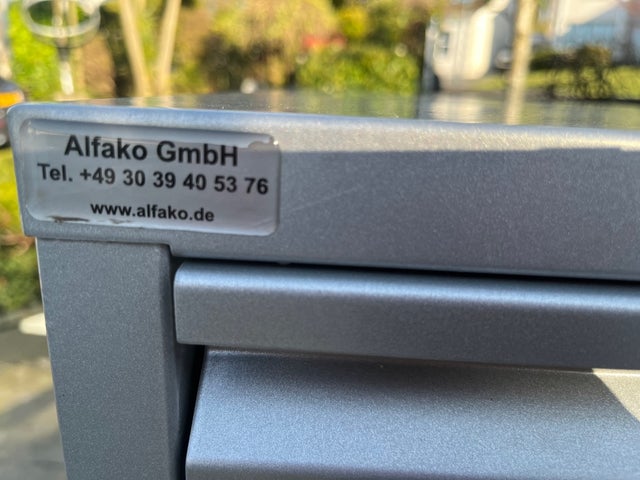 Alfako GmbH
Tel. +49 30 39 40 53 76
www.alfako.de